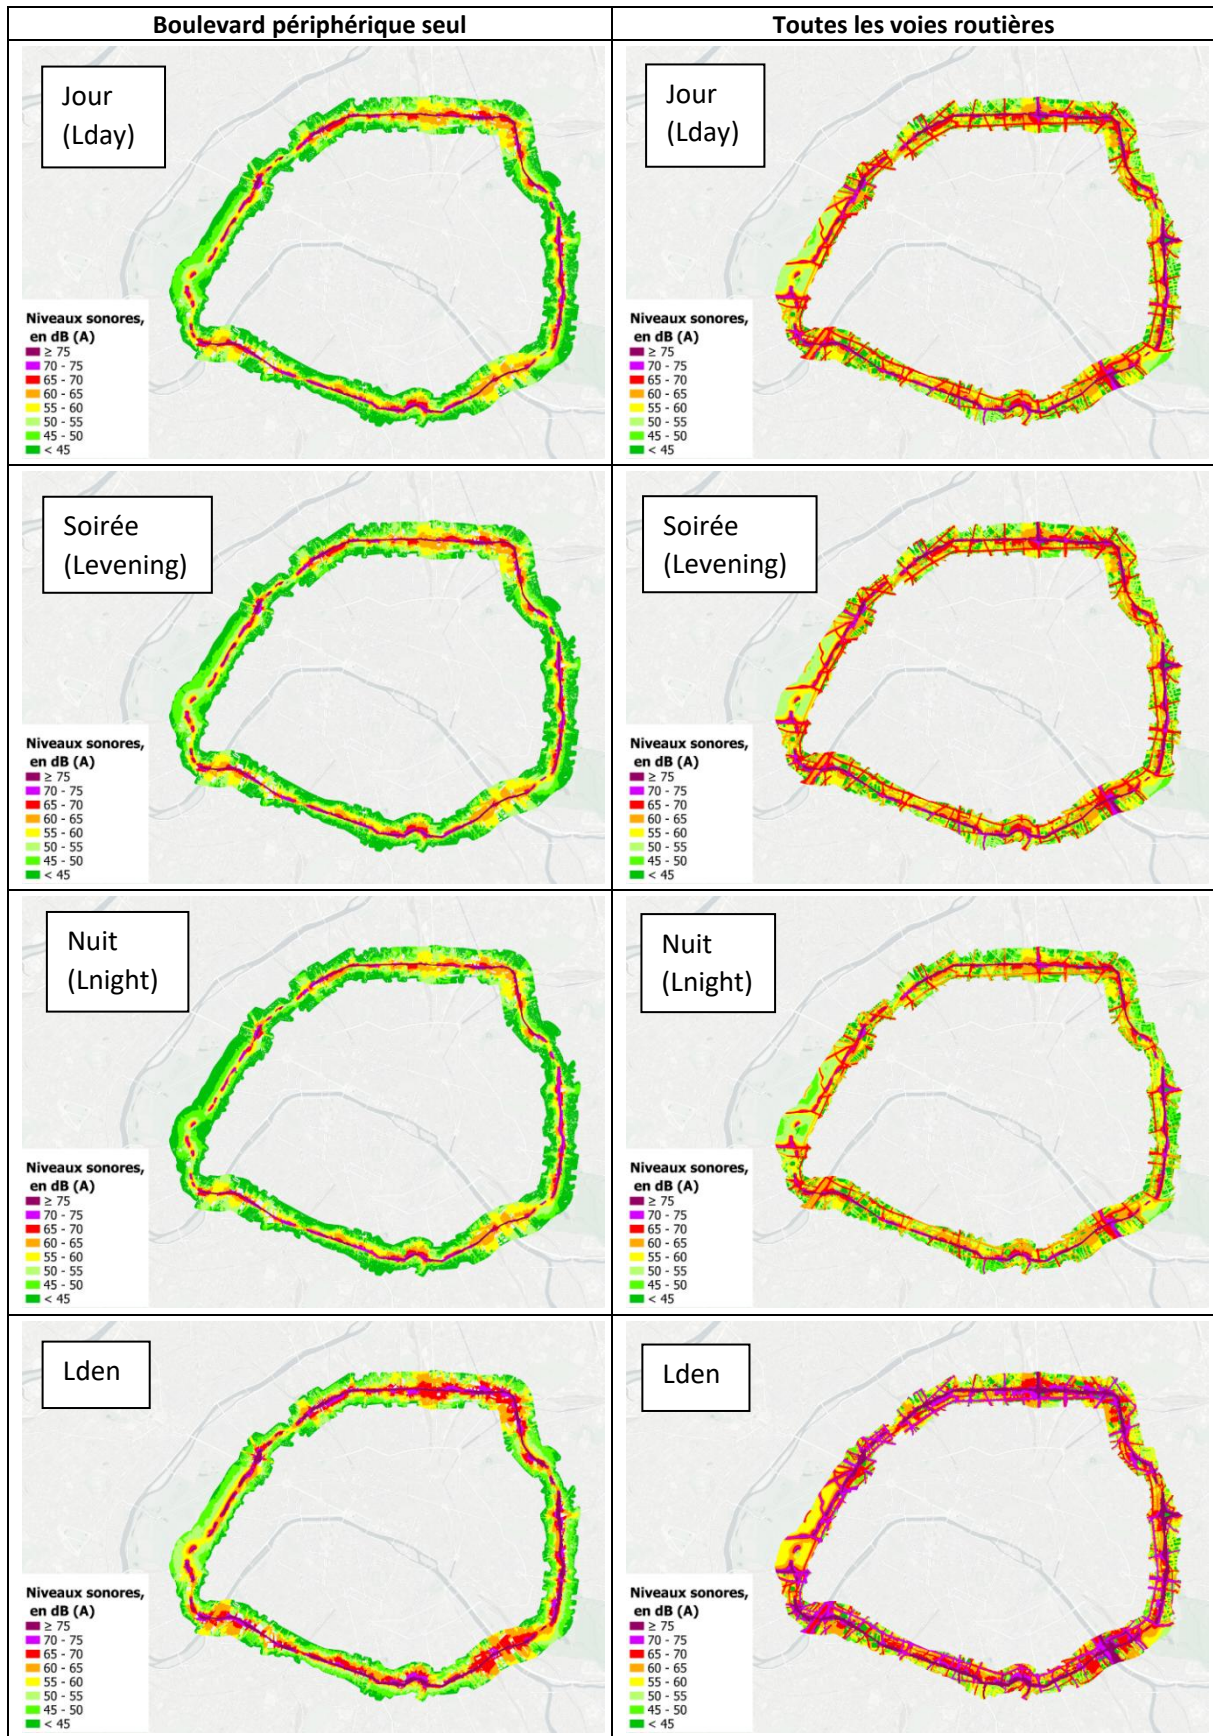 Boulevard périphérique seul
Toutes les voies routières
Jour
(Lday)
Niveaux sonores,
en dB (A)
≥ 75
70 - 75
65 - 70
60 - 65
55 - 60
50 - 55
45 - 50
< 45
Jour
(Lday)
Niveaux sonores,
en dB (A)
≥ 75
70 - 75
65 - 70
60 - 65
55 - 60
50 - 55
45 - 50
< 45
Soirée
(Levening)
Niveaux sonores,
en dB (A)
≥ 75
70 - 75
65 - 70
60 - 65
55 - 60
50 - 55
45 - 50
< 45
Soirée
(Levening)
Niveaux sonores,
en dB (A)
≥ 75
70 - 75
65 - 70
60 - 65
55 - 60
50 - 55
45 - 50
< 45
Nuit
(Lnight)
Niveaux sonores,
en dB (A)
≥ 75
70 - 75
65 - 70
60 - 65
55 - 60
50 - 55
45 - 50
< 45
Nuit
(Lnight)
Niveaux sonores,
en dB (A)
≥ 75
70 - 75
65 - 70
60 - 65
55 - 60
50 - 55
45 - 50
< 45
Lden
Niveaux sonores,
en dB (A)
≥ 75
70 - 75
65 - 70
60 - 65
55 - 60
50 - 55
45 - 50
< 45
Lden
Niveaux sonores,
en dB (A)
≥ 75
70 - 75
65 - 70
60 - 65
55 - 60
50 - 55
45 - 50
< 45